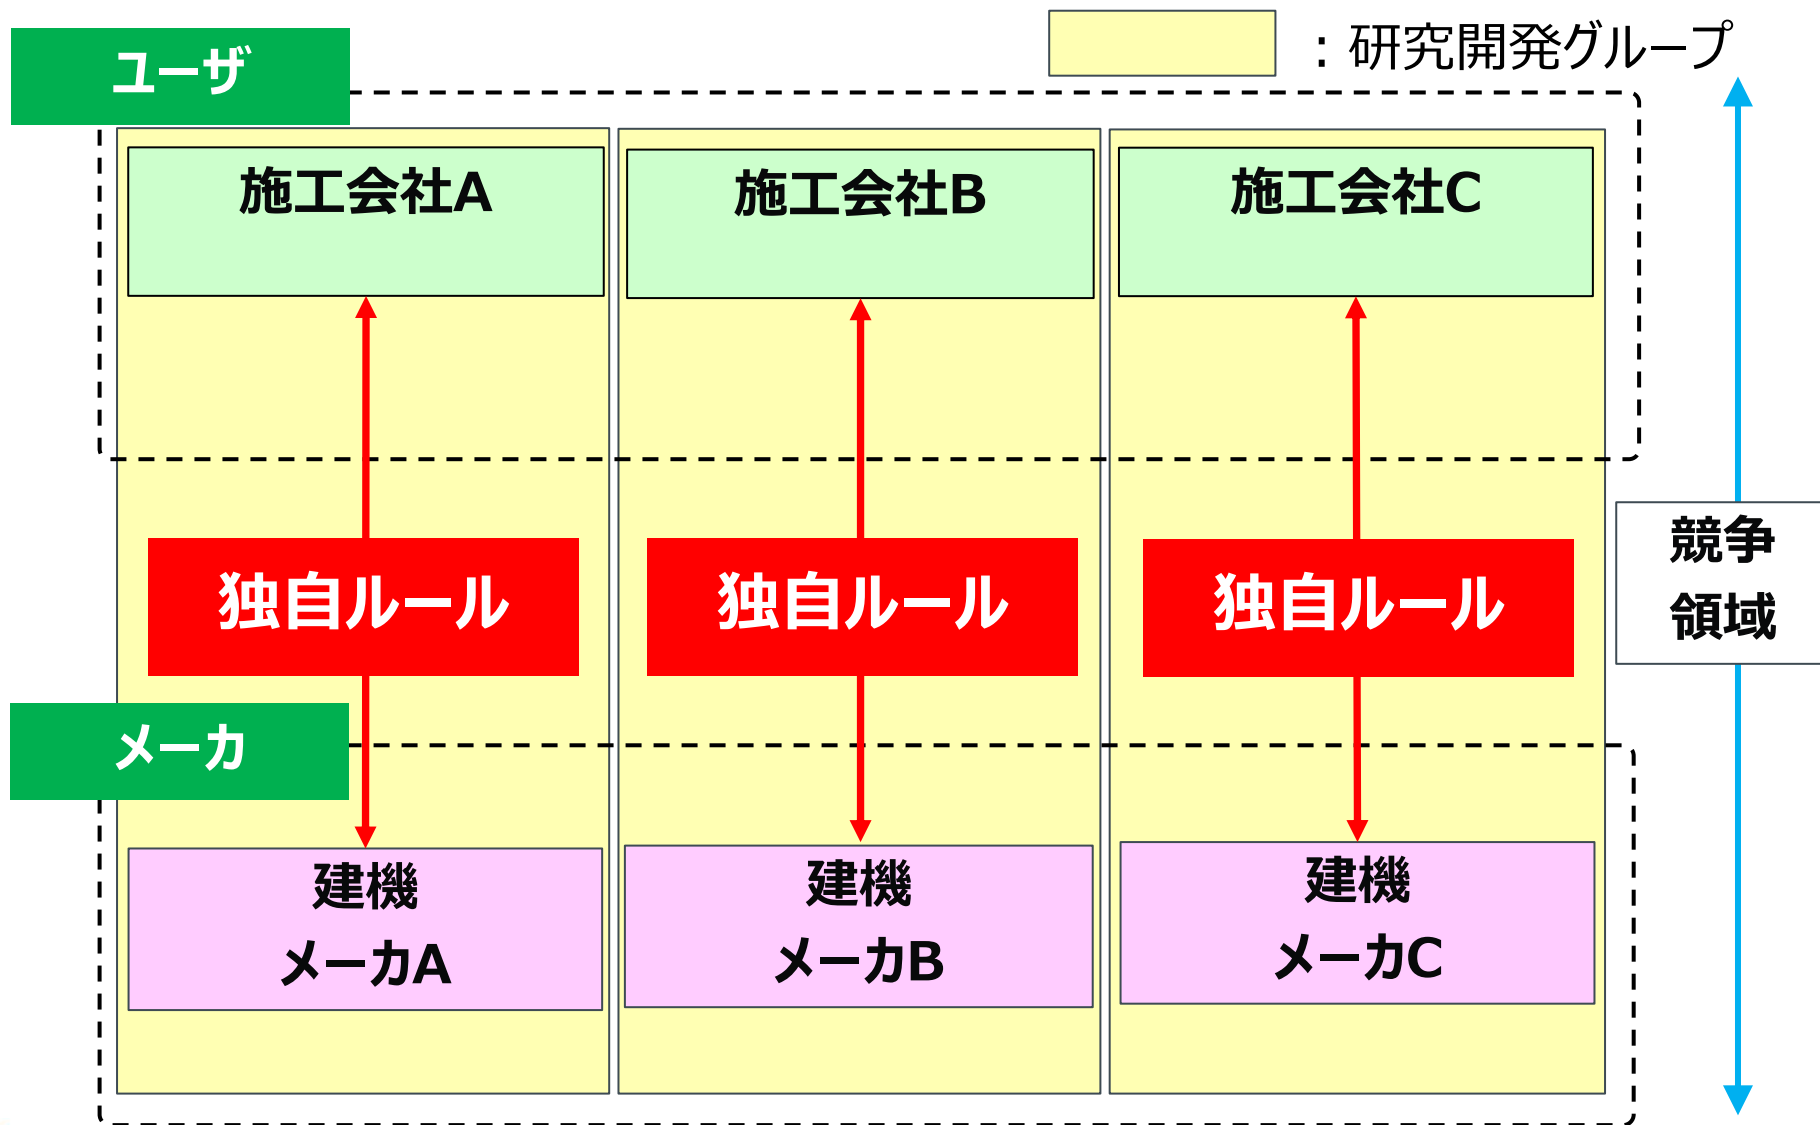 ：研究開発グループ
ユーザ
施工会社A
施工会社B
施工会社C
独自ルール
独自ルール
独自ルール
競争
領域
メーカ
建機
メーカA
建機
メーカB
建機
メーカC